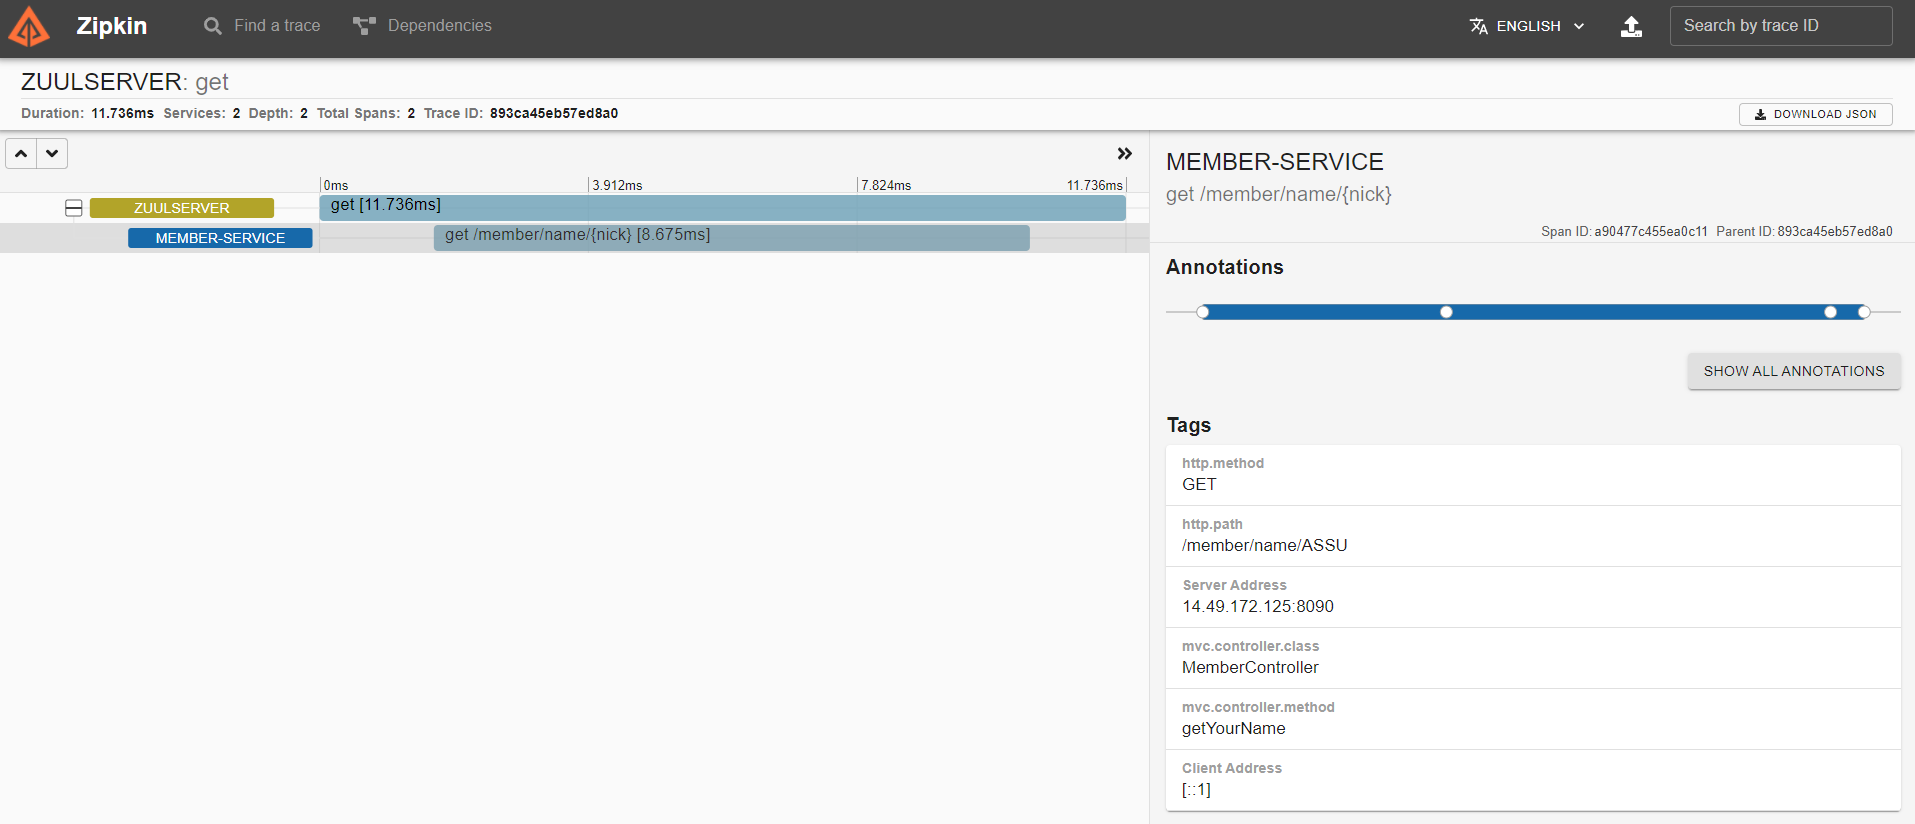 Zipkin
Find a trace
Dependencies
ENGLISH
Search by trace ID
ZUULSERVER: get
Duration: 11.736ms Services: 2 Depth: 2 Total Spans: 2 Trace ID: 893ca45eb57ed8a0
DOWNLOAD JSON
0ms 3.912ms 7.824ms 11.736ms
ZUULSERVER get [11.736ms]
MEMBER-SERVICE get /member/name/{nick} [8.675ms]
MEMBER-SERVICE
get /member/name/{nick}
Span ID: a90477c455ea0c11 Parent ID: 893ca45eb57ed8a0
Annotations
SHOW ALL ANNOTATIONS
Tags
http.method
GET
http.path
/member/name/ASSU
Server Address
14.49.172.125:8090
mvc.controller.class
MemberController
mvc.controller.method
getYourName
Client Address
[::1]